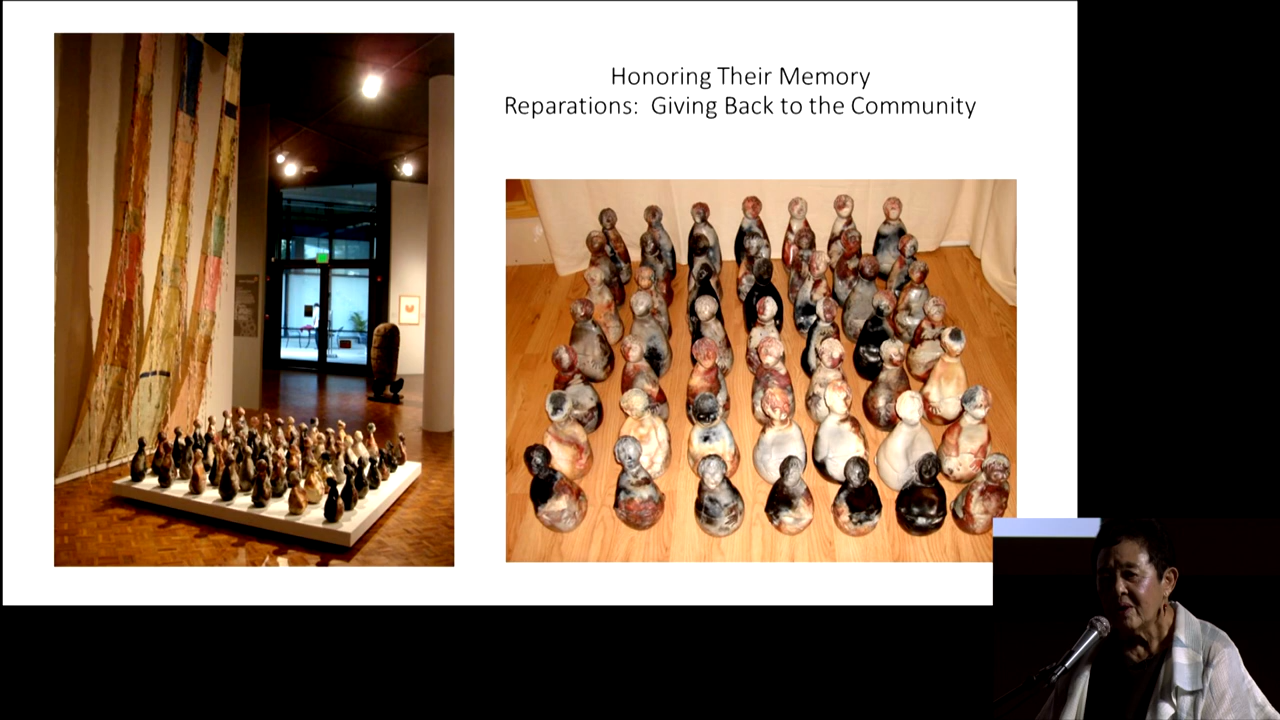 Honoring Their Memory
Reparations: Giving Back to the Community